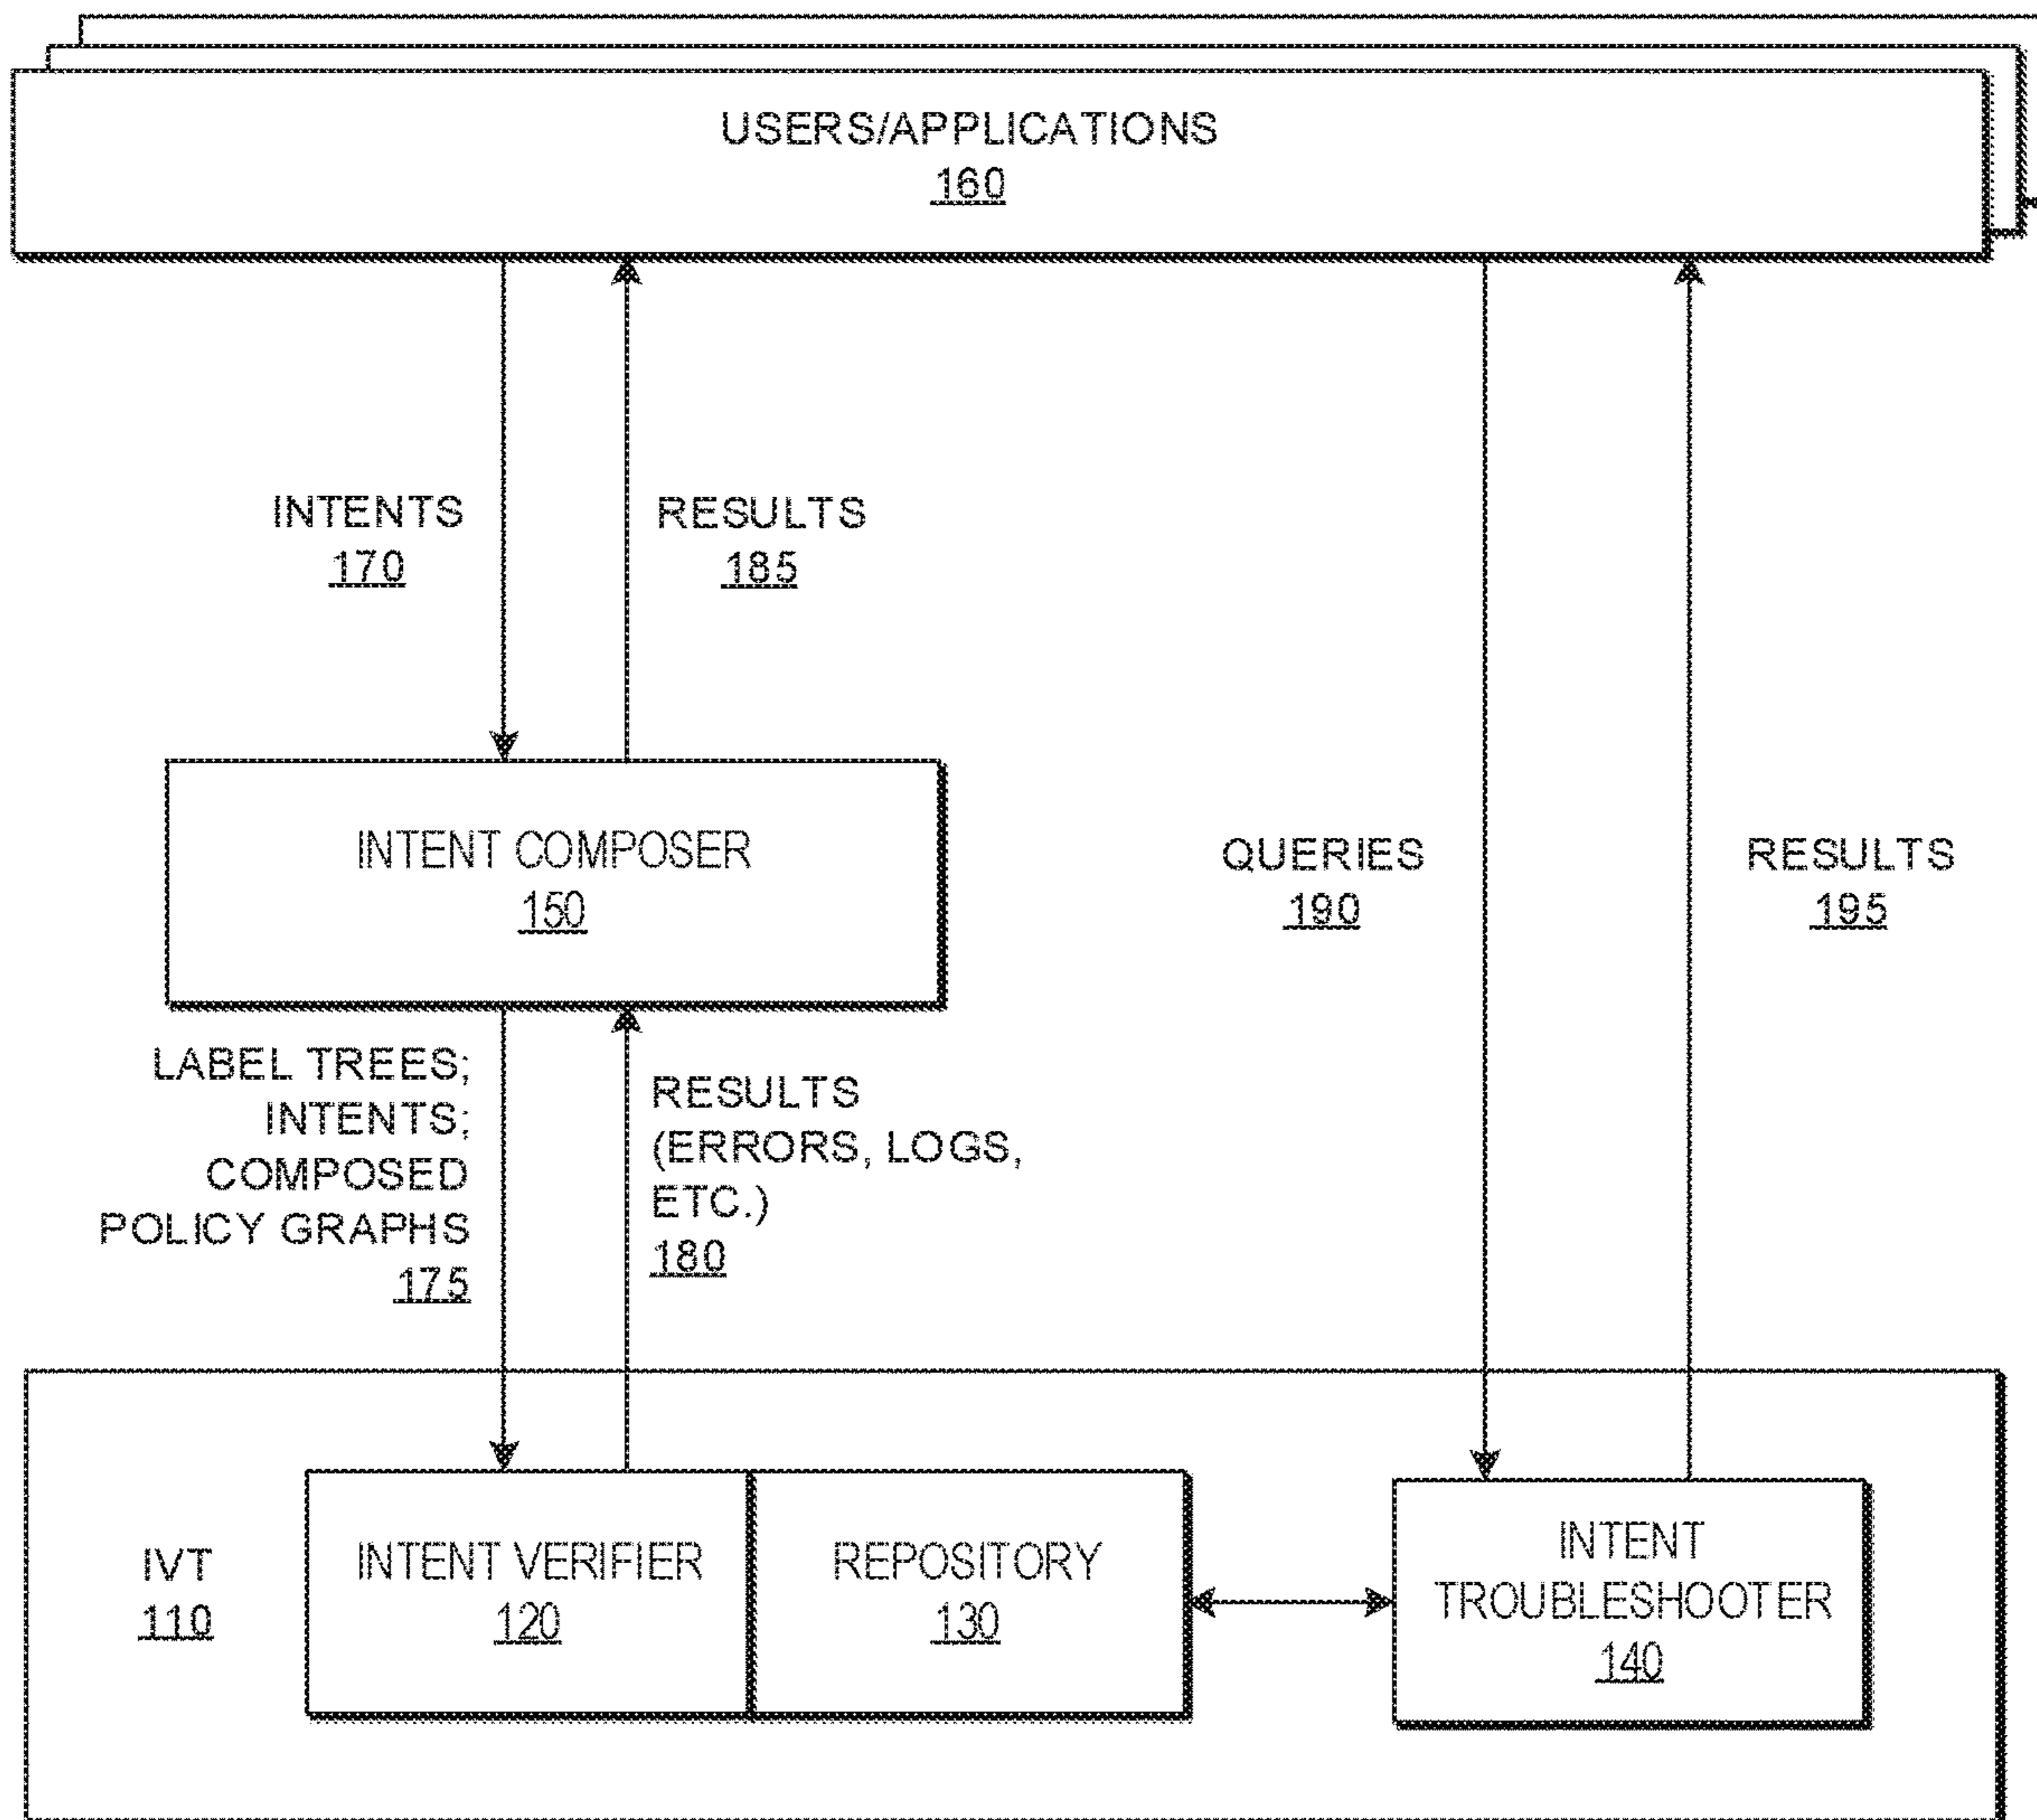 USERS/APPLICATIONS
160
INTENTS
170
RESULTS
185
INTENT COMPOSER
150
QUERIES
190
RESULTS
195
LABEL TREES;
INTENTS;
COMPOSED
POLICY GRAPHS
175
RESULTS
(ERRORS, LOGS,
ETC.)
180
IVT
110
INTENT VERIFIER
120
REPOSITORY
130
INTENT
TROUBLESHOOTER
140